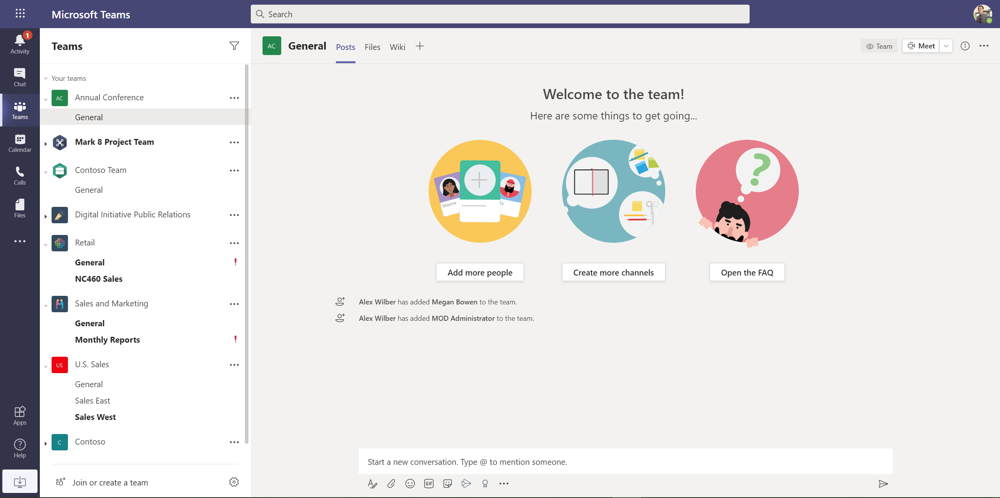 Microsoft Teams
Search
1
Activity
Chat
Teams
Calendar
Calls
Files
Apps
Help
Teams
Your teams
AC Annual Conference
General
Mark 8 Project Team
Contoso Team
General
Digital Initiative Public Relations
Retail
General !
NC460 Sales
Sales and Marketing
General
Monthly Reports !
US U.S. Sales
General
Sales East
Sales West
C Contoso
Join or create a team
AC General Posts Files Wiki
Team Meet
Welcome to the team!
Here are some things to get going...
Maxine
ky
?
Add more people
Create more channels
Open the FAQ
Alex Wilber has added Megan Bowen to the team.
Alex Wilber has added MOD Administrator to the team.
Start a new conversation. Type @ to mention someone.
GIF